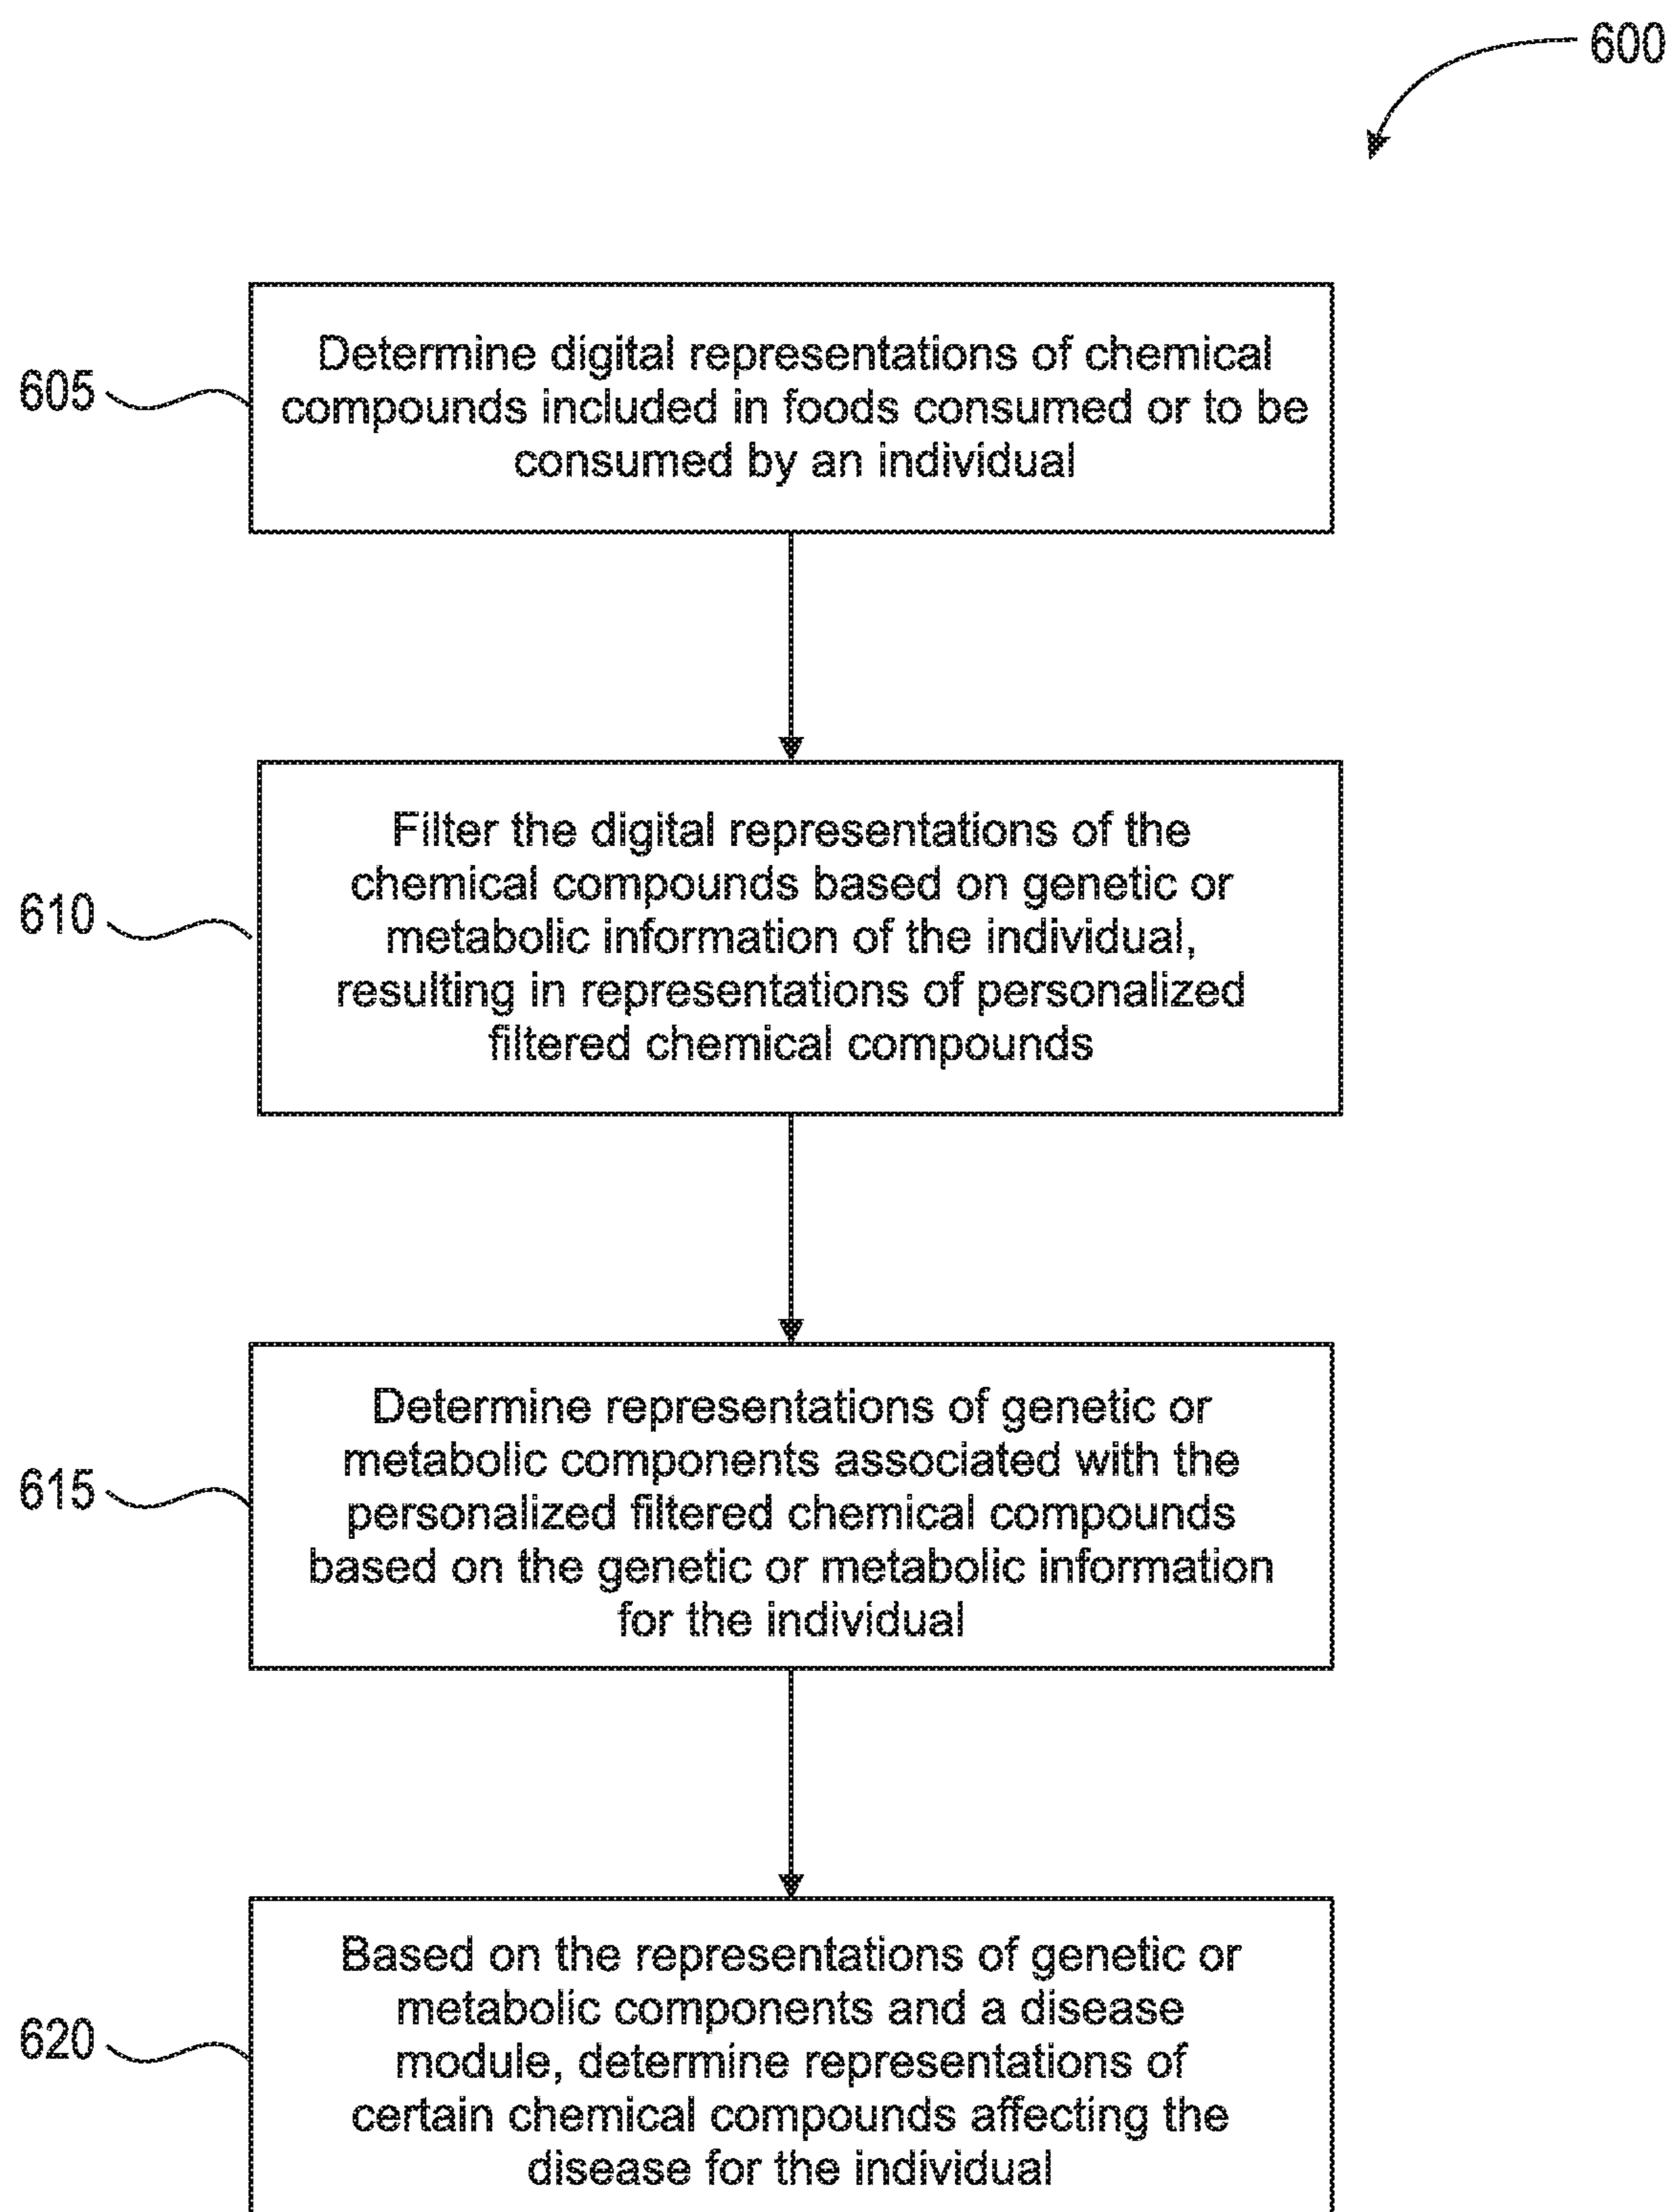 600
605
Determine digital representations of chemical
compounds included in foods consumed or to be
consumed by an individual
610
Filter the digital representations of the
chemical compounds based on genetic or
metabolic information of the individual,
resulting in representations of personalized
filtered chemical compounds
615
Determine representations of genetic or
metabolic components associated with the
personalized filtered chemical compounds
based on the genetic or metabolic information
for the individual
620
Based on the representations of genetic or
metabolic components and a disease
module, determine representations of
certain chemical compounds affecting the
disease for the individual